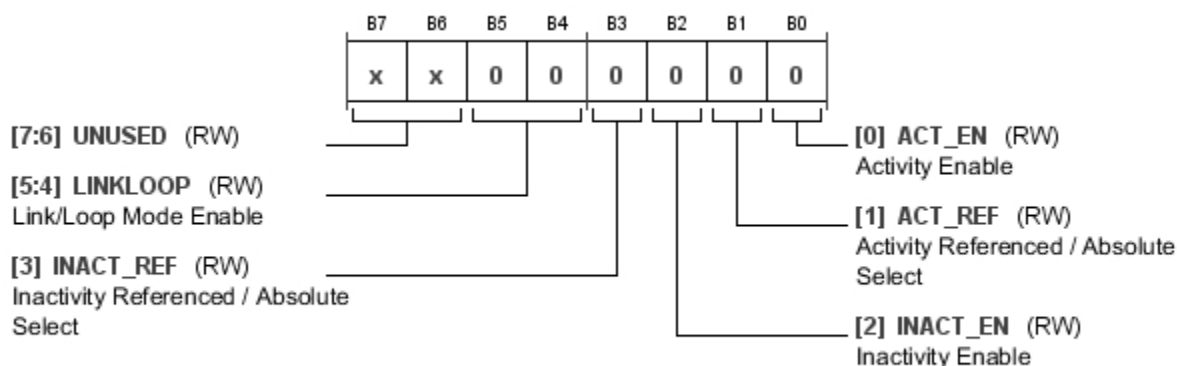 B7 B6 B5 B4 B3 B2 B1 B0
x x 0 0 0 0 0 0
[7:6] UNUSED (RW)
[5:4] LINKLOOP (RW)
Link/Loop Mode Enable
[3] INACT_REF (RW)
Inactivity Referenced / Absolute
Select
[0] ACT_EN (RW)
Activity Enable
[1] ACT_REF (RW)
Activity Referenced / Absolute
Select
[2] INACT_EN (RW)
Inactivity Enable